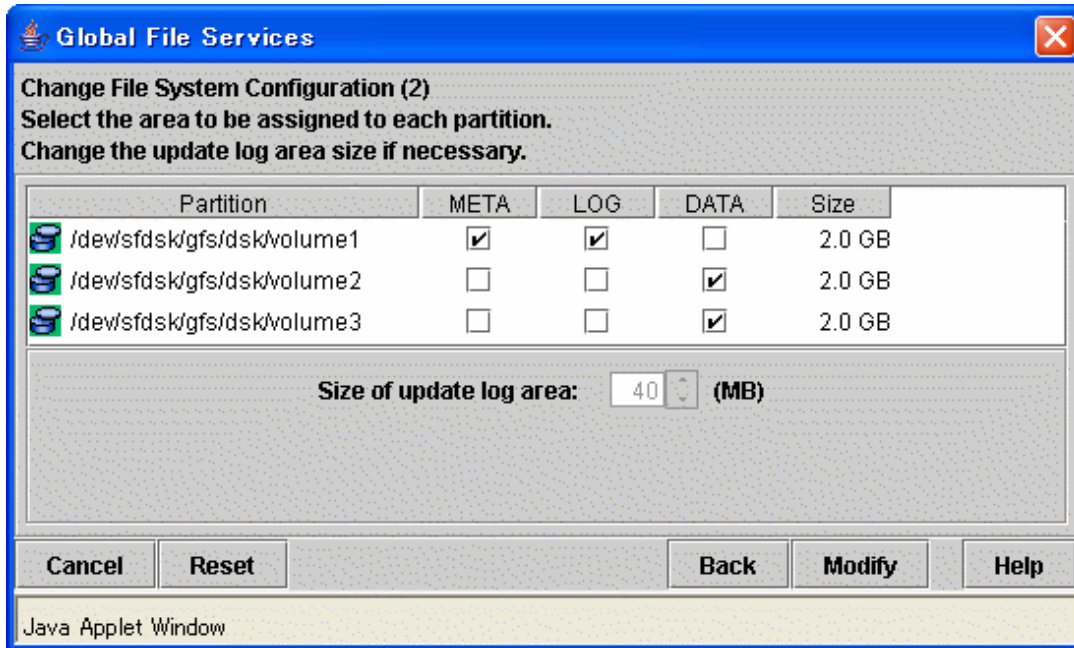 Global File Services
Change File System Configuration (2)
Select the area to be assigned to each partition.
Change the update log area size if necessary.
Partition META LOG DATA Size
/dev/sfdsk/gfs/dsk/volume1 2.0 GB
/dev/sfdsk/gfs/dsk/volume2 2.0 GB
/dev/sfdsk/gfs/dsk/volume3 2.0 GB
Size of update log area: 40 (MB)
Cancel Reset Back Modify Help
Java Applet Window